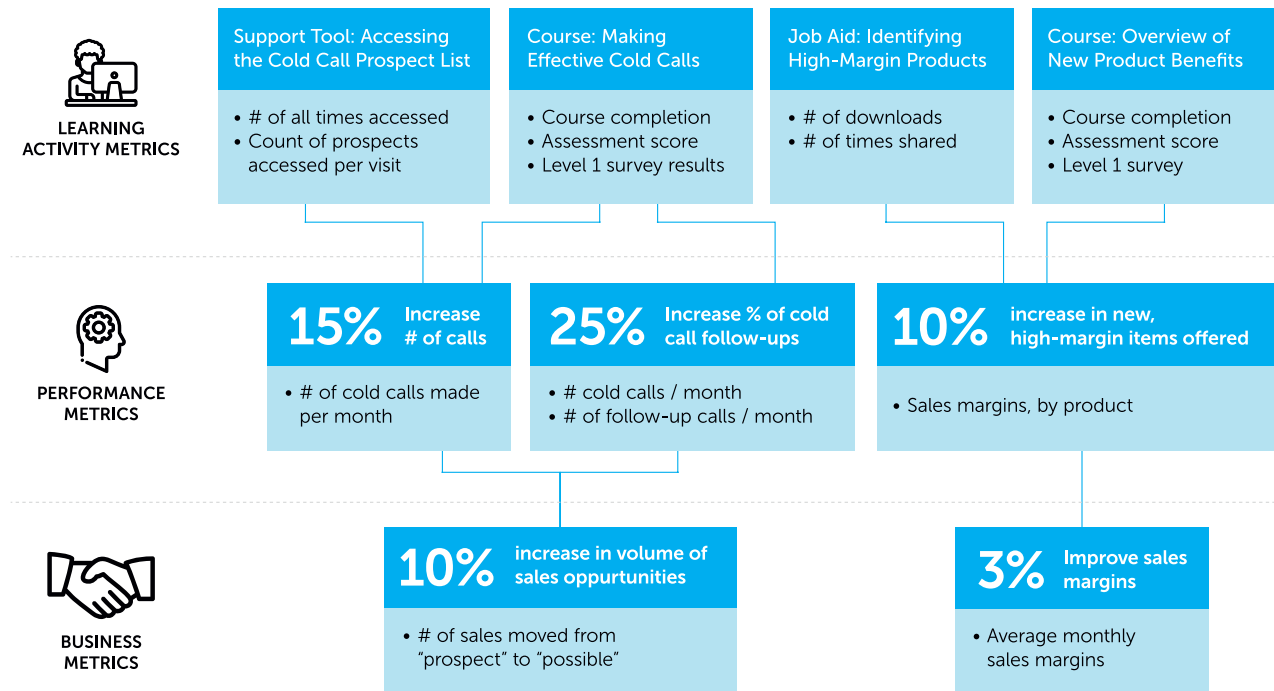 LEARNING
ACTIVITY METRICS
Support Tool: Accessing
the Cold Call Prospect List
• # of all times accessed
• Count of prospects
accessed per visit
Course: Making
Effective Cold Calls
• Course completion
• Assessment score
• Level 1 survey results
Job Aid: Identifying
High-Margin Products
• # of downloads
• # of times shared
Course: Overview of
New Product Benefits
• Course completion
• Assessment score
• Level 1 survey
PERFORMANCE
METRICS
15%
Increase
# of calls
• # of cold calls made
per month
25%
Increase % of cold
call follow-ups
• # cold calls / month
• # of follow-up calls / month
10%
increase in new,
high-margin items offered
• Sales margins, by product
BUSINESS
METRICS
10%
increase in volume of
sales oppurtunities
• # of sales moved from
“prospect” to “possible”
3%
Improve sales
margins
• Average monthly
sales margins